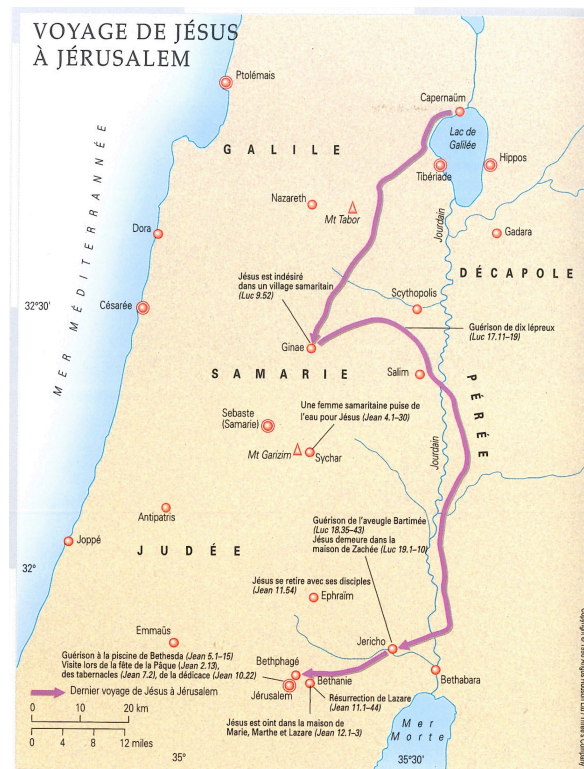 VOYAGE DE JÉSUS
À JÉRUSALEM
Ptolémaïs
Capernaüm
Lac de
Galilée
GALILE
Hippos
Tibériade
MER MÉDITERRANNÉE
Nazareth
Mt Tabor
Jourdain
Dora
Gadara
DÉCAPOLE
Jésus est indésiré
dans un village samaritain
(Luc 9.52)
Scythopolis
32°30'
Césarée
Guérison de dix lépreux
(Luc 17.11–19)
Ginae
SAMARIE
Salim
PÉRÉE
Une femme samaritaine puise de
l'eau pour Jésus (Jean 4.1–30)
Sebaste
(Samarie)
Mt Garizim
Sychar
Jourdain
Antipatris
Guérison de l'aveugle Bartimée
(Luc 18.35–43)
Jésus demeure dans la
maison de Zachée (Luc 19.1–10)
Joppé
JUDÉE
32°
Jésus se retire avec ses disciples
(Jean 11.54)
Ephraïm
Emmaüs
Jericho
Guérison à la piscine de Bethesda (Jean 5.1–15)
Visite lors de la fête de la Pâque (Jean 2.13),
des tabernacles (Jean 7.2), de la dédicace (Jean 10.22)
Bethphagé
Bethabara
Dernier voyage de Jésus à Jérusalem
Jérusalem
Béthanie
Résurrection de Lazare
(Jean 11.1–44)
0 10 20 km
0 4 8 12 miles
Jésus est oint dans la maison de
Marie, Marthe et Lazare (Jean 12.1–3)
Mer
Morte
35°
35°30'